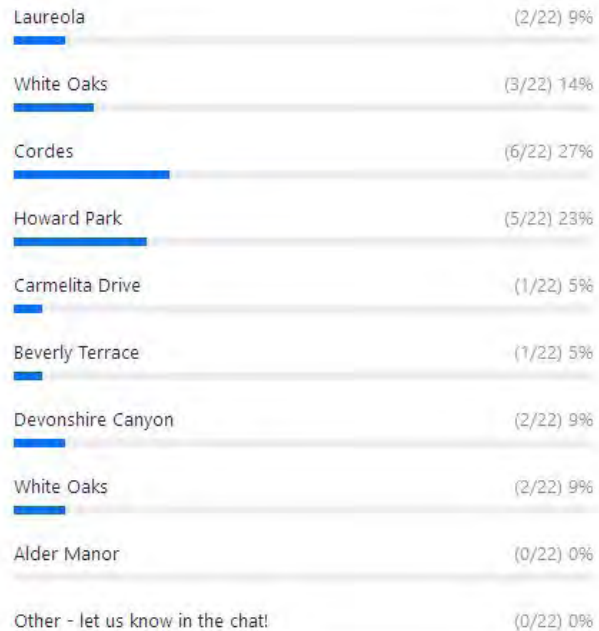 Laureola (2/22) 9%
White Oaks (3/22) 14%
Cordes (6/22) 27%
Howard Park (5/22) 23%
Carmelita Drive (1/22) 5%
Beverly Terrace (1/22) 5%
Devonshire Canyon (2/22) 9%
White Oaks (2/22) 9%
Alder Manor (0/22) 0%
Other - let us know in the chat! (0/22) 0%